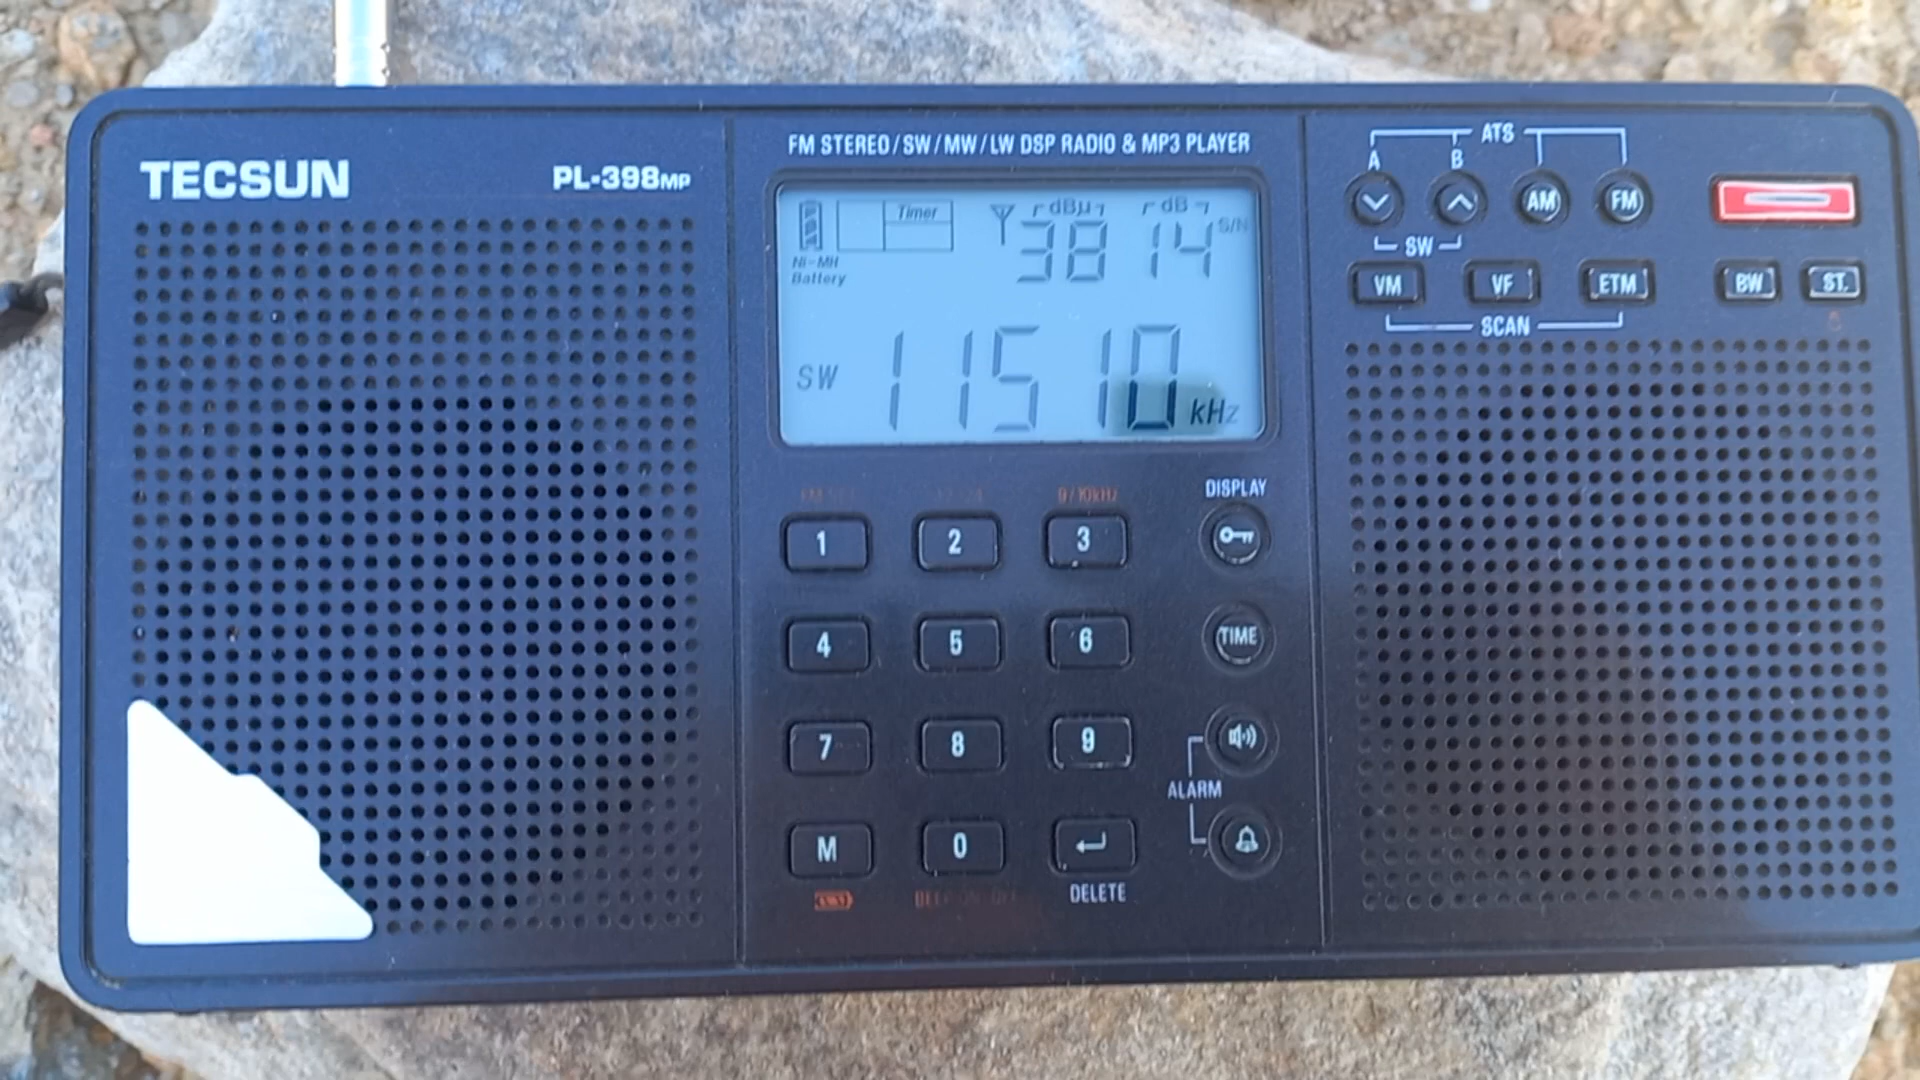 TECSUN
PL-398MP
FM STEREO/SW/MW/LW DSP RADIO & MP3 PLAYER
Timer
dBμ
dB
S/N
38 14
Ni-MH
Battery
SW 11510 kHz
ATS
A B
AM FM
SW
VM VF ETM BW ST.
SCAN
9/10kHz
DISPLAY
1 2 3
4 5 6 TIME
7 8 9
ALARM
M 0
DELETE